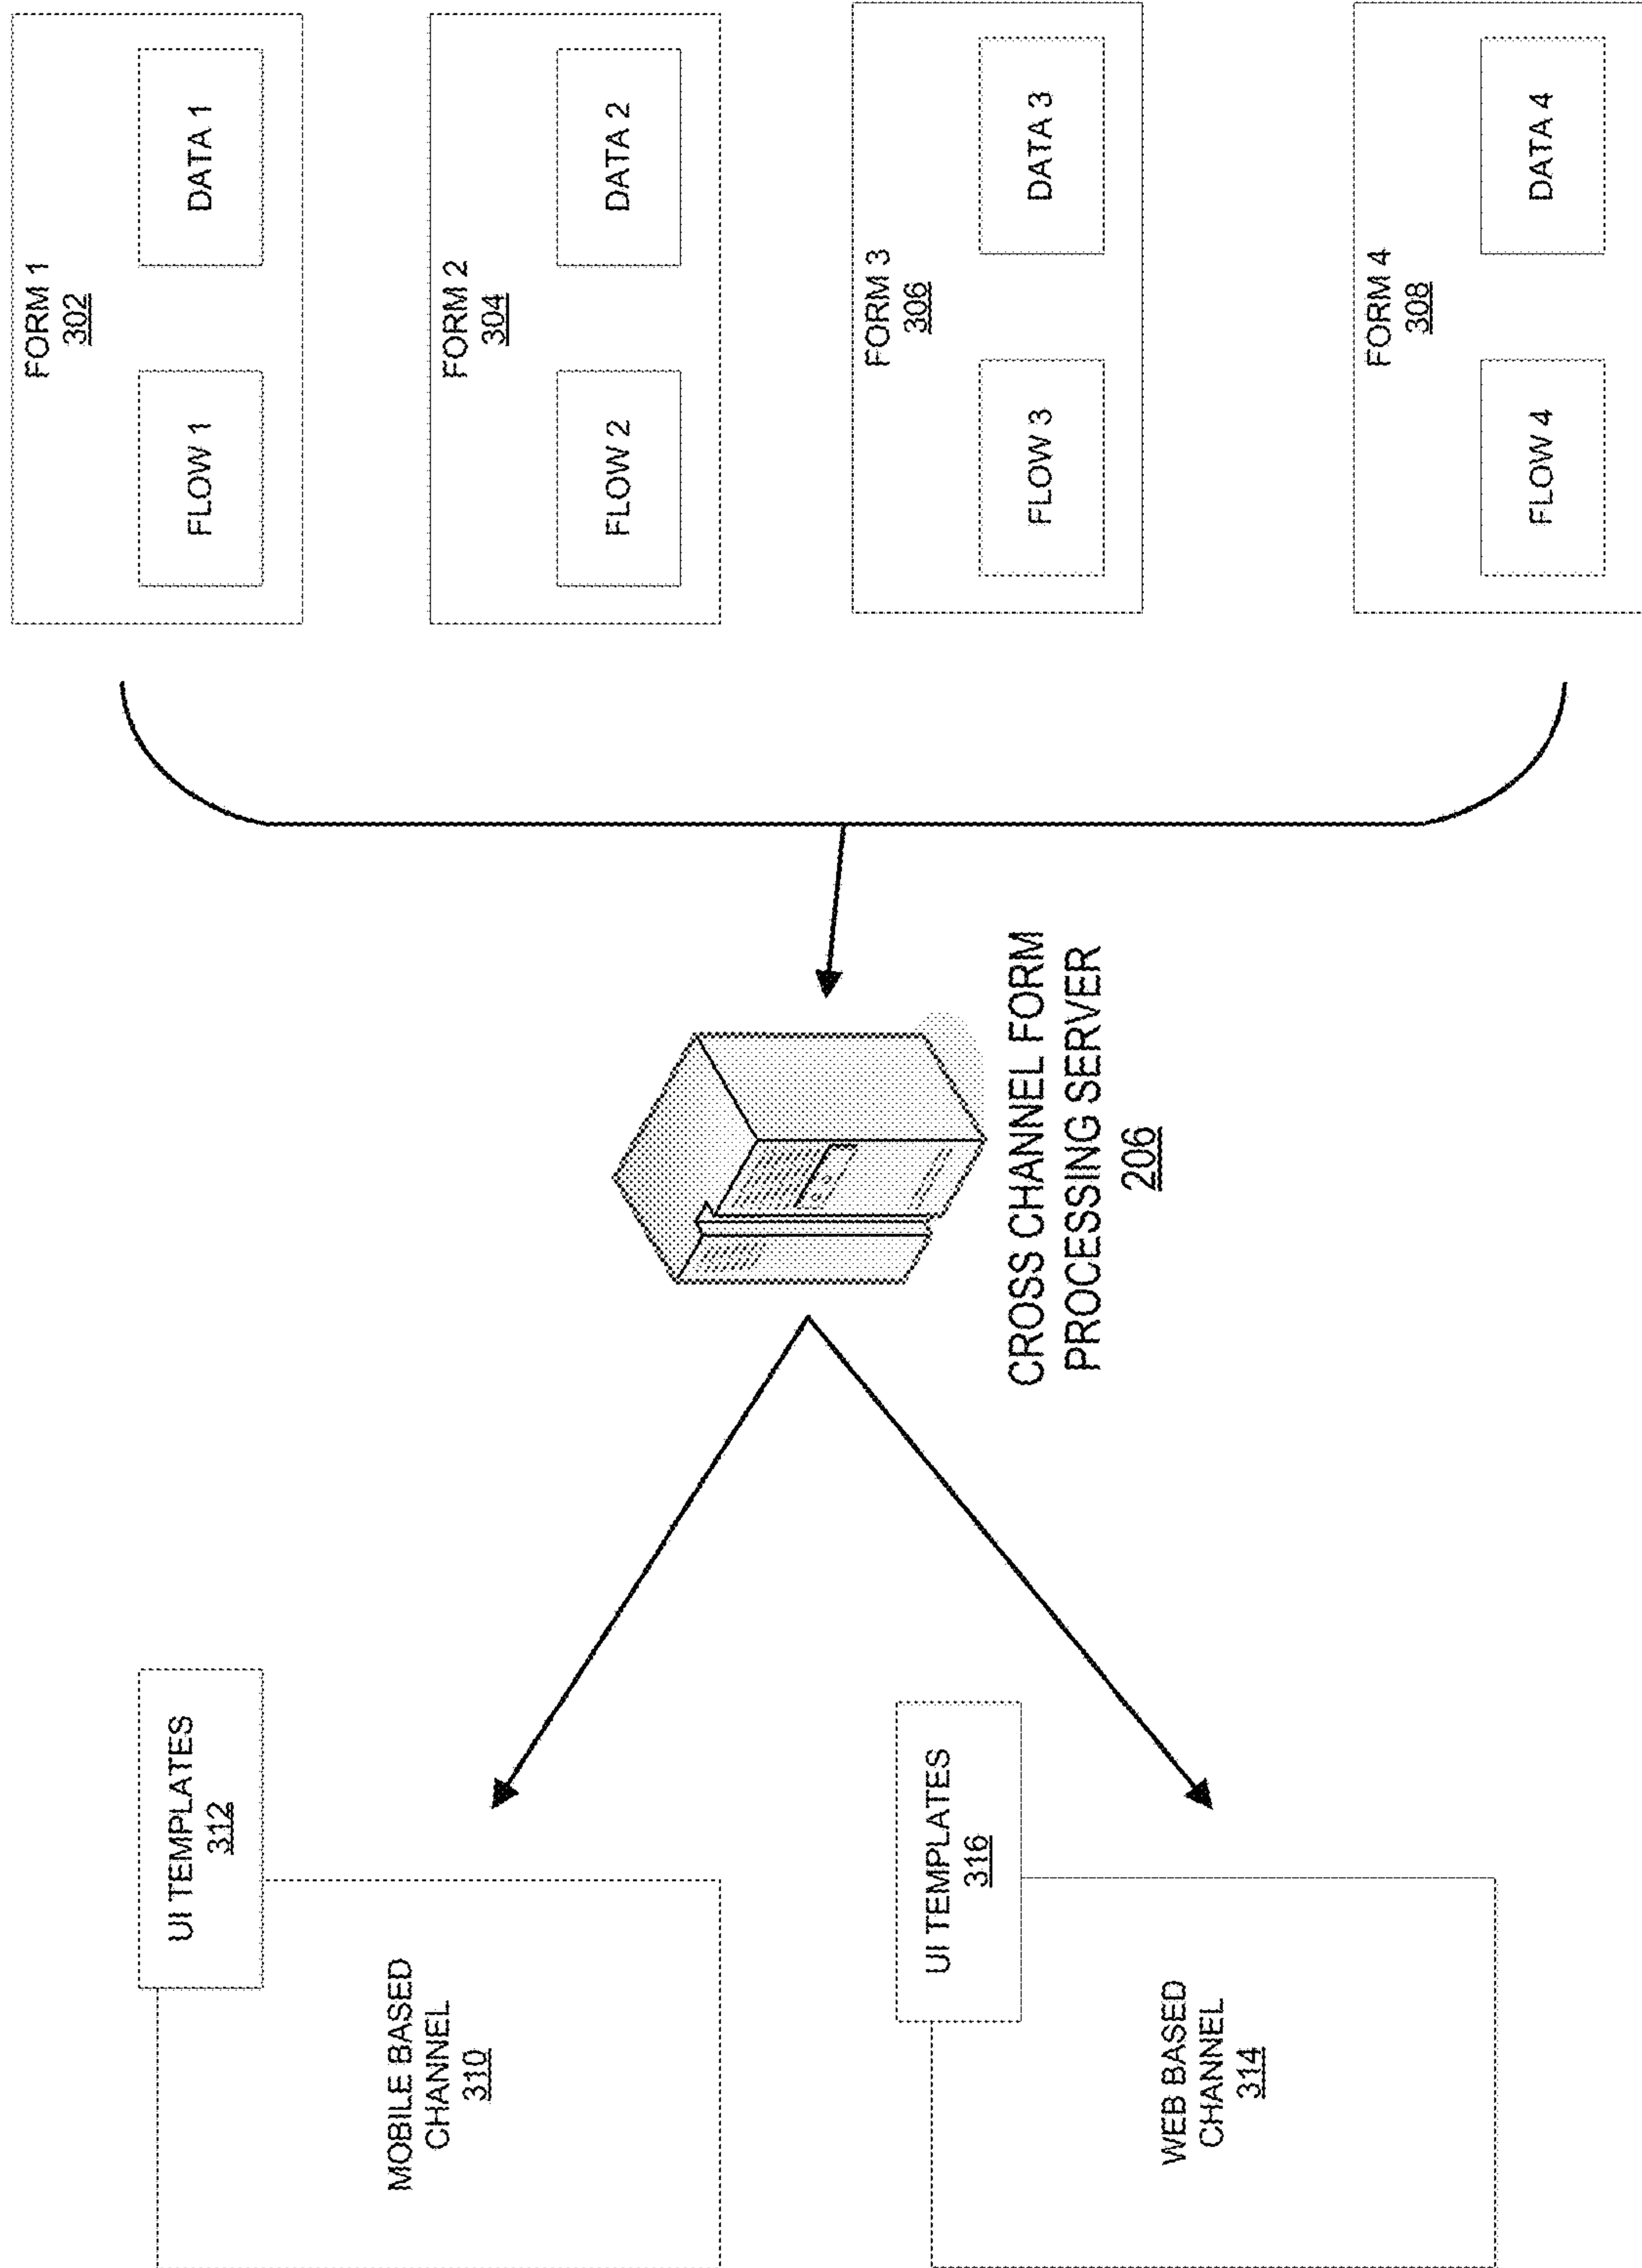 UI TEMPLATES
312
MOBILE BASED
CHANNEL
310
UI TEMPLATES
316
WEB BASED
CHANNEL
314
CROSS CHANNEL FORM
PROCESSING SERVER
206
FORM 1
302
FLOW 1
DATA 1
FORM 2
304
FLOW 2
DATA 2
FORM 3
306
FLOW 3
DATA 3
FORM 4
308
FLOW 4
DATA 4